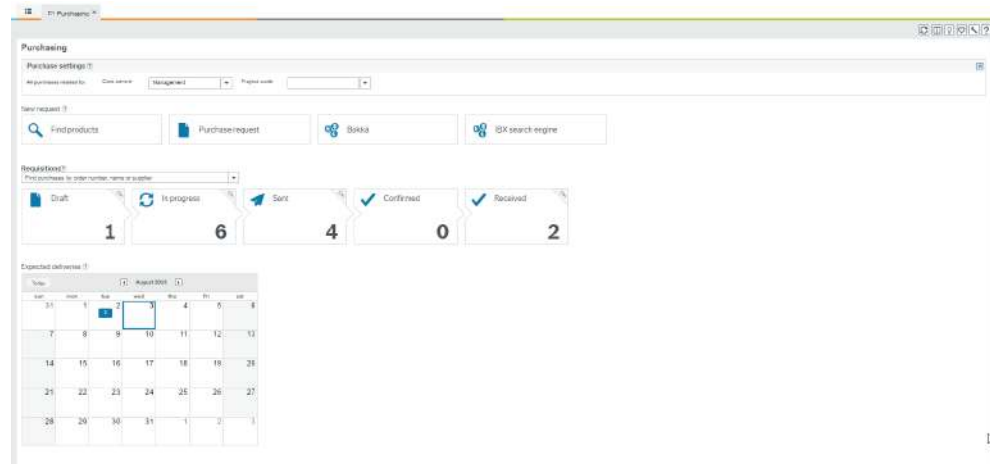 Purchasing
Purchasing
Purchase settings ?
All purchases related to: Cost centre Management Project code
New request ?
Find products
Purchase request
Bokka
IBX search engine
Requisitions ?
Find purchases by order number, name or supplier
Draft
1
In progress
6
Sent
4
Confirmed
0
Received
2
Expected deliveries ?
Today August
sun mon tue wed thu fri sat
31 1 2 3 4 5 6
7 8 9 10 11 12 13
14 15 16 17 18 19 20
21 22 23 24 25 26 27
28 29 30 31 1 2 3